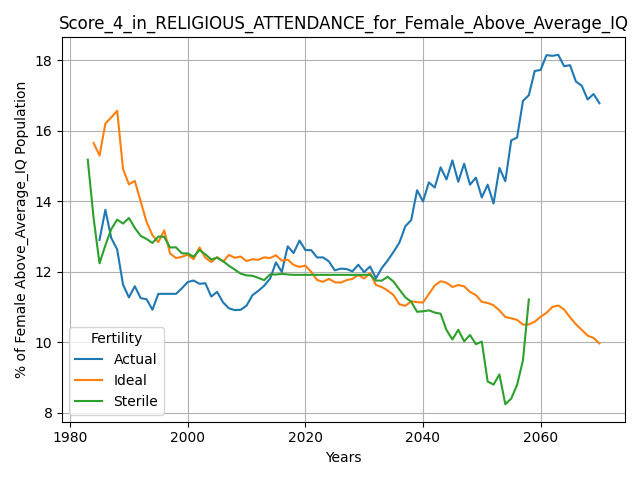 Score_4_in_RELIGIOUS_ATTENDANCE_for_Female_Above_Average_IQ
% of Female Above_Average_IQ Population
18
16
14
12
10
8
Fertility
Actual
Ideal
Sterile
1980
2000
2020
2040
2060
Years